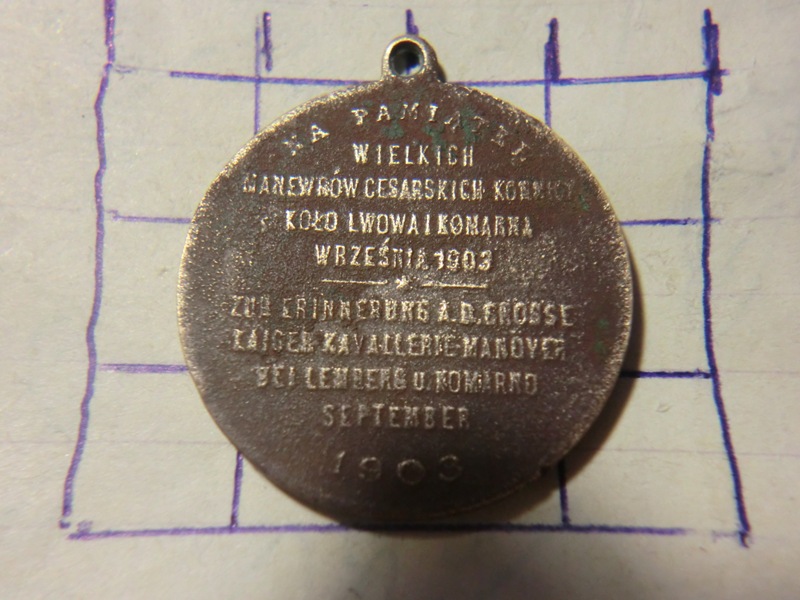 NA PAMIĄTKĘ
WIELKICH
MANEWRÓW CESARSKICH KONNICY
KOŁO LWOWA I KOMARNA
WRZEŚNIA 1903
ZUR ERINNERUNG A.D. GROSSE
KAISER KAVALLERIE-MANÖVER
BEI LEMBERG U. KOMARNO
SEPTEMBER
1903